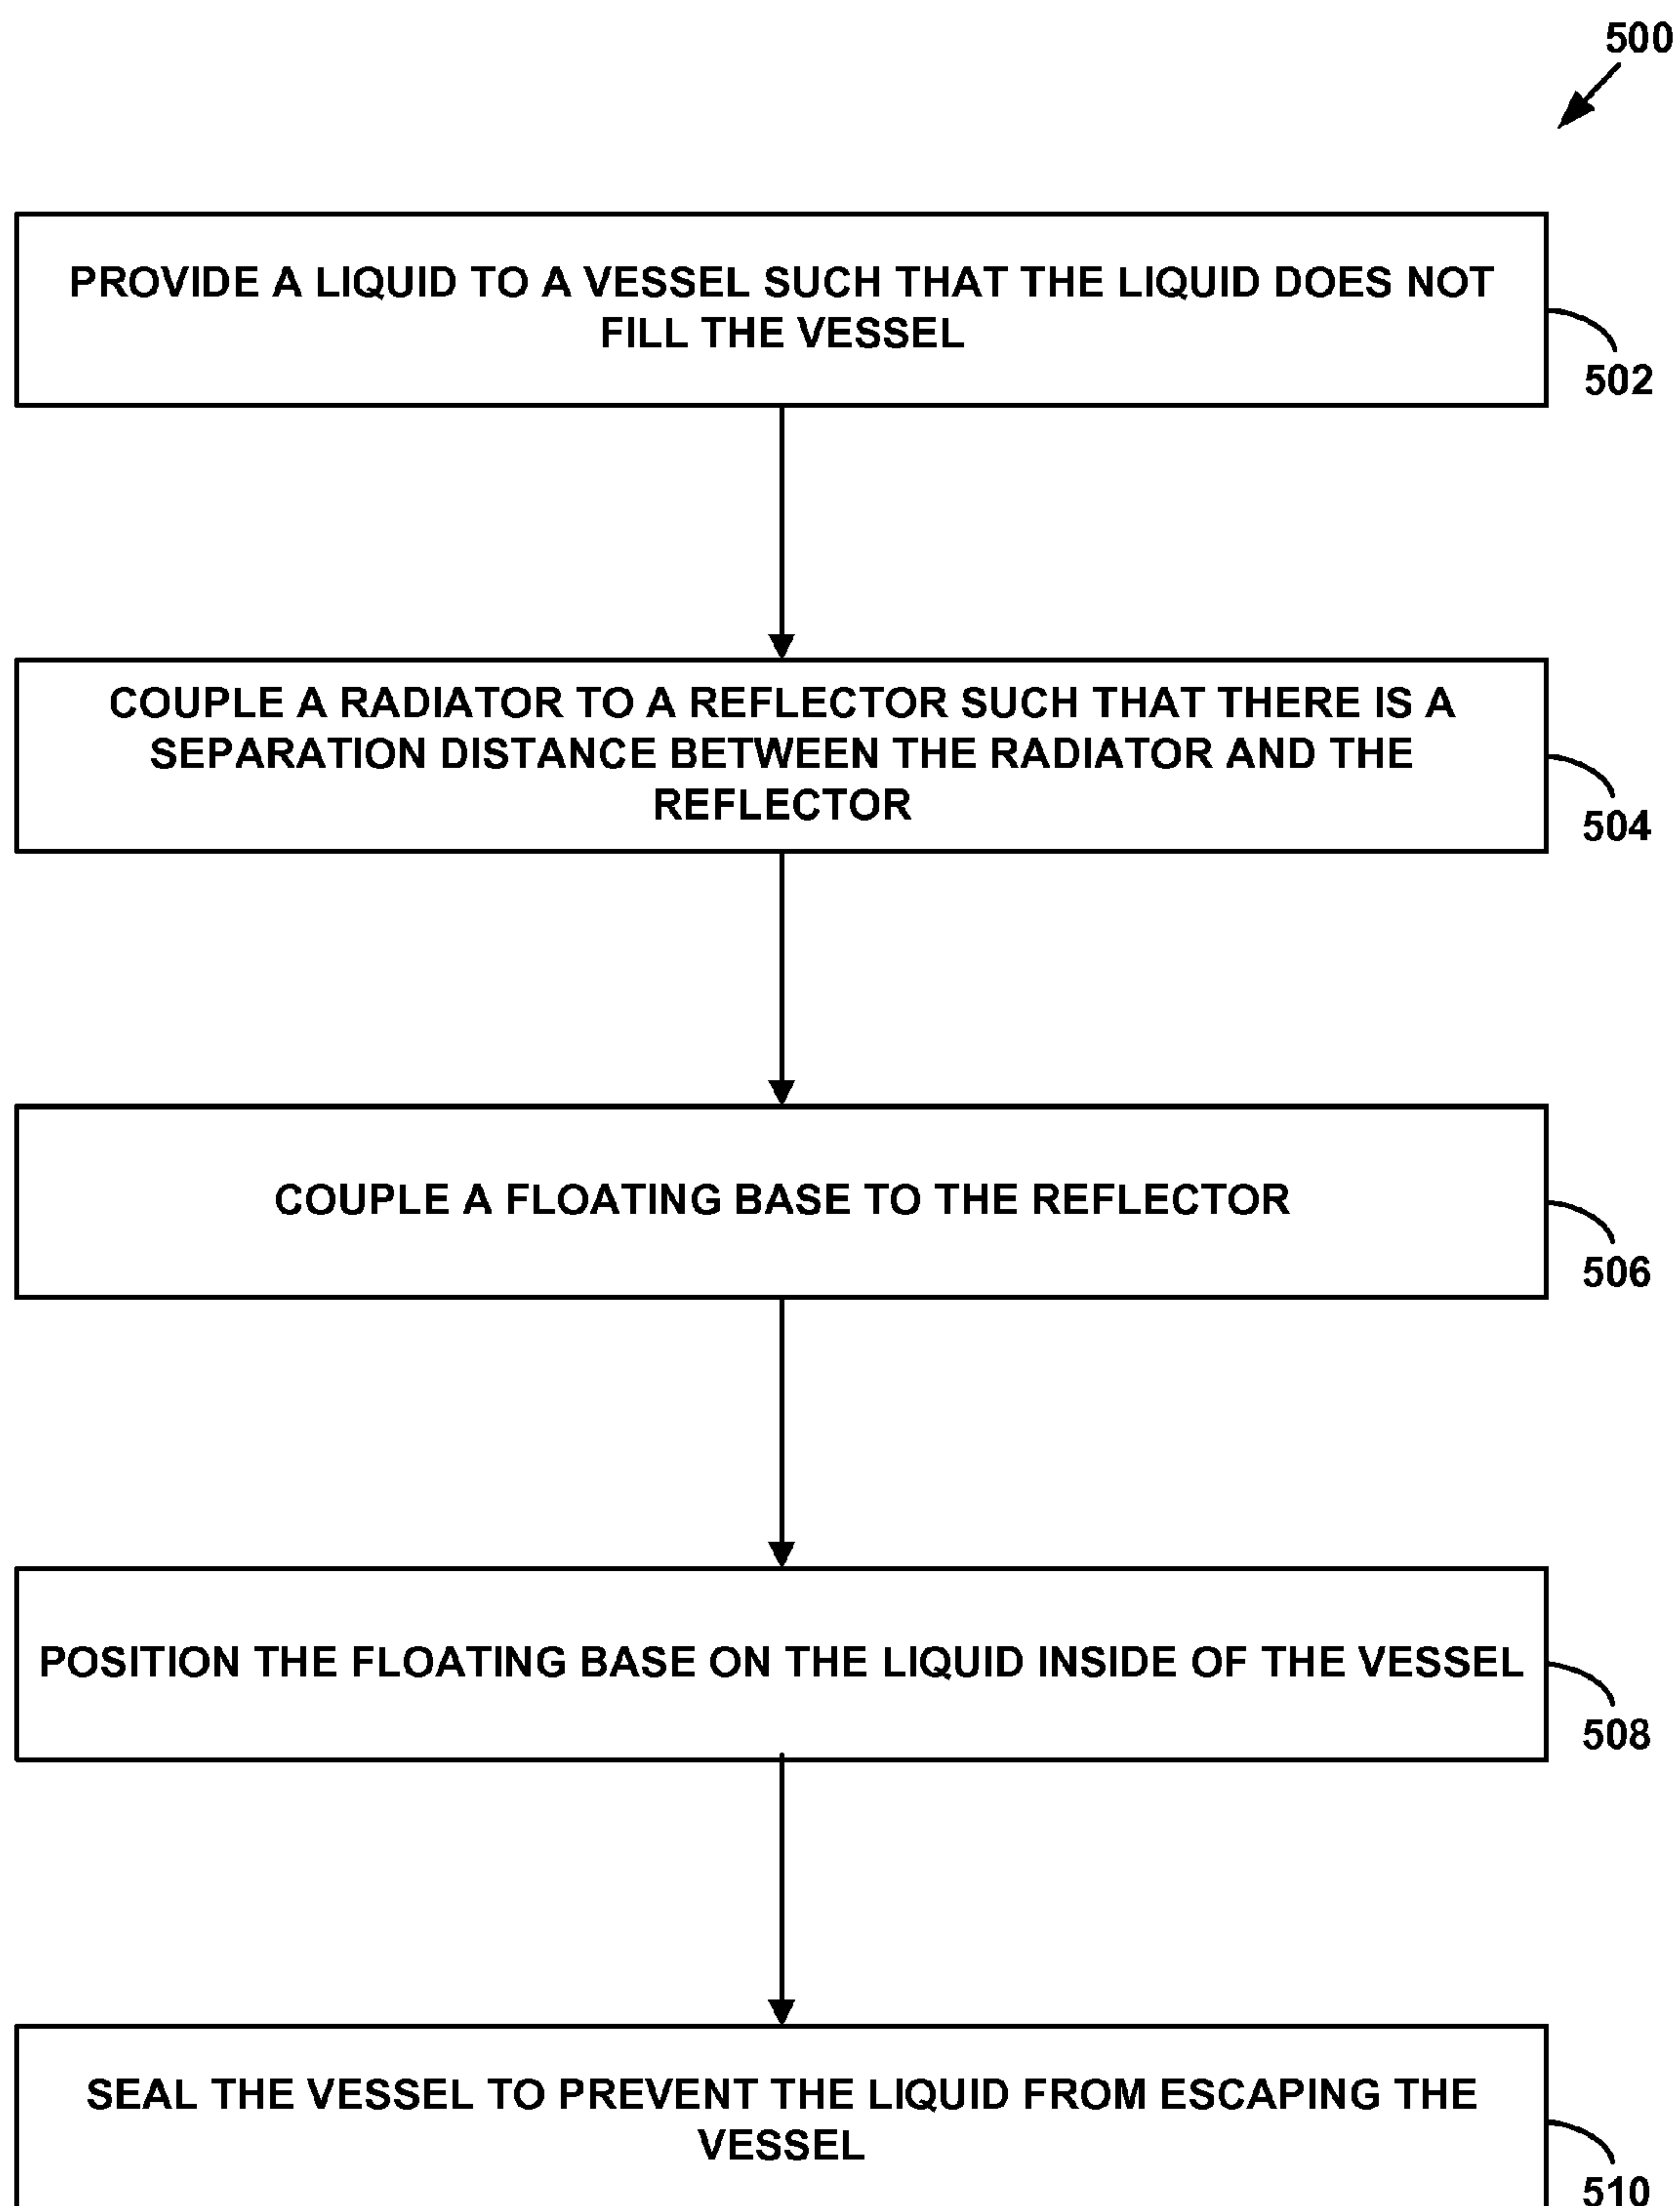 500
PROVIDE A LIQUID TO A VESSEL SUCH THAT THE LIQUID DOES NOT
FILL THE VESSEL
502
COUPLE A RADIATOR TO A REFLECTOR SUCH THAT THERE IS A
SEPARATION DISTANCE BETWEEN THE RADIATOR AND THE
REFLECTOR
504
COUPLE A FLOATING BASE TO THE REFLECTOR
506
POSITION THE FLOATING BASE ON THE LIQUID INSIDE OF THE VESSEL
508
SEAL THE VESSEL TO PREVENT THE LIQUID FROM ESCAPING THE
VESSEL
510